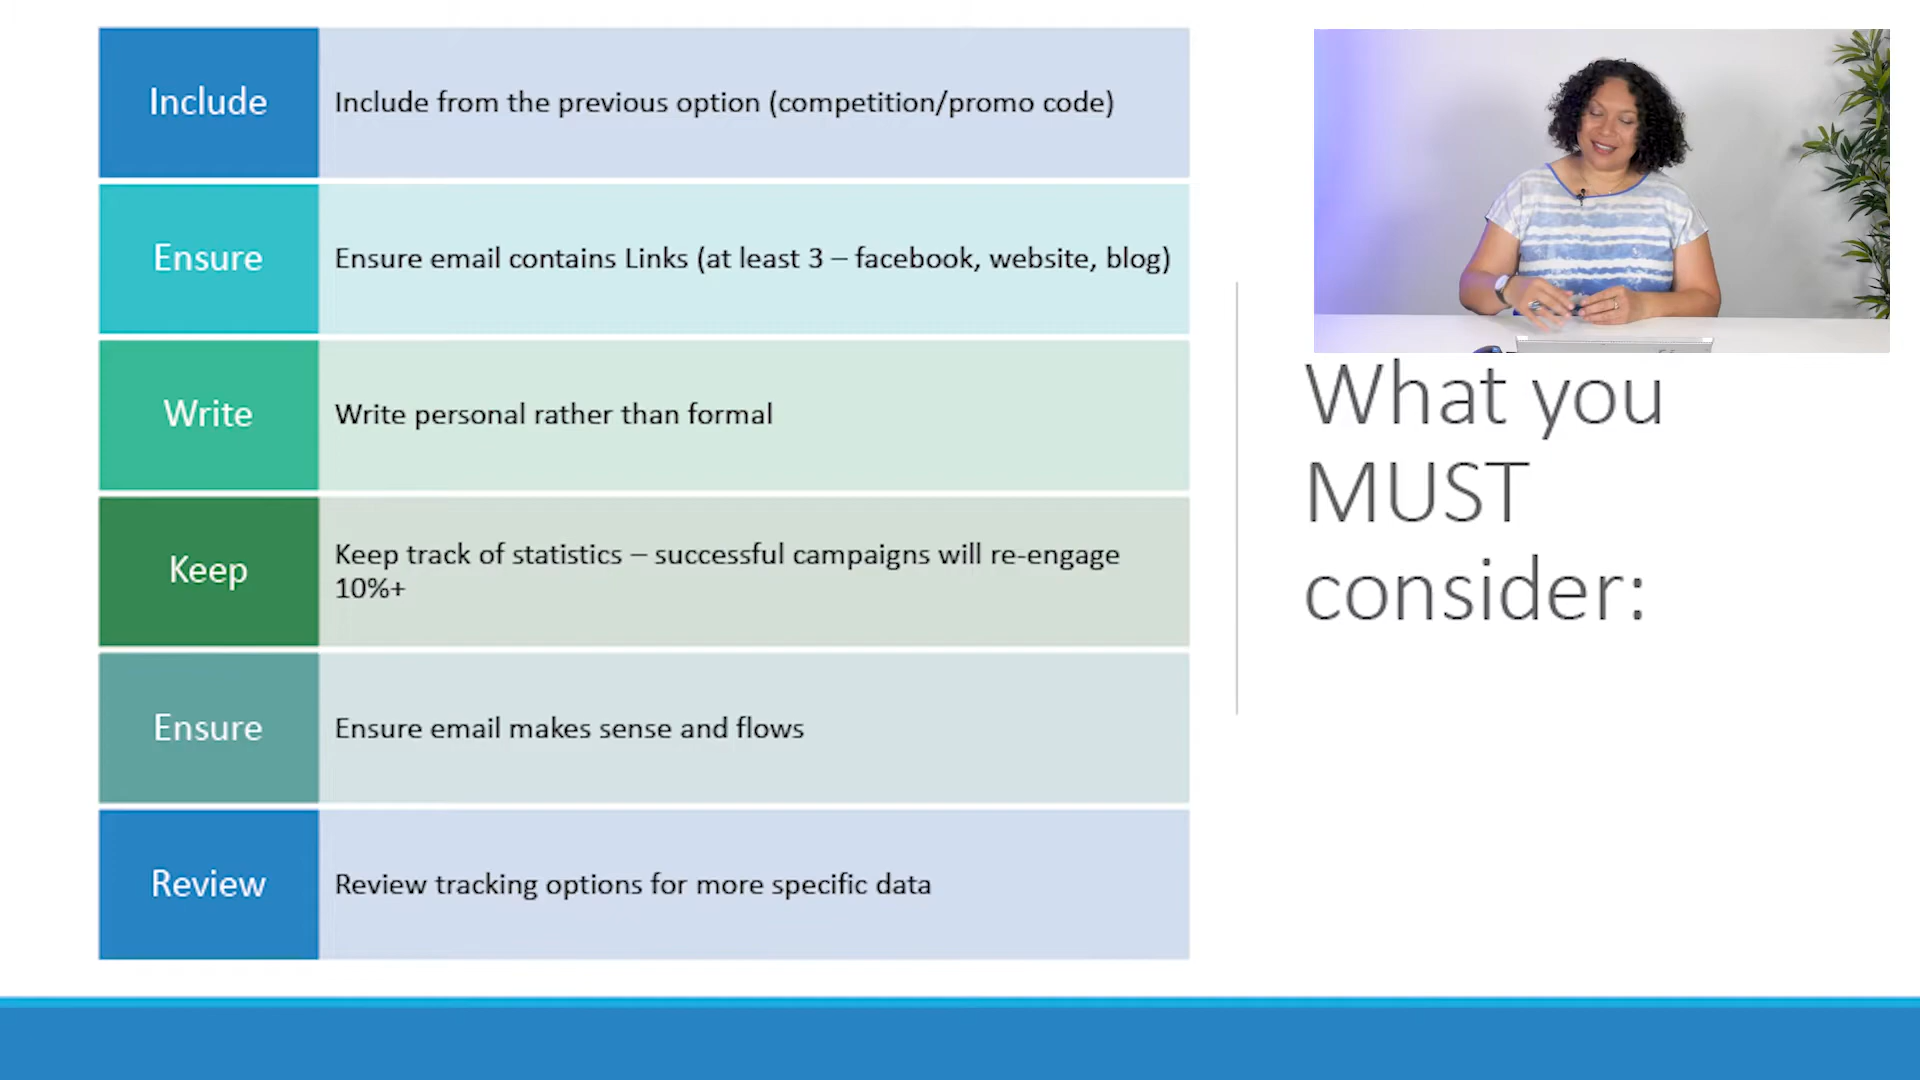 Include
Include from the previous option (competition/promo code)
Ensure
Ensure email contains Links (at least 3 – facebook, website, blog)
Write
Write personal rather than formal
Keep
Keep track of statistics – successful campaigns will re-engage
10%+
Ensure
Ensure email makes sense and flows
Review
Review tracking options for more specific data
What you
MUST
consider: